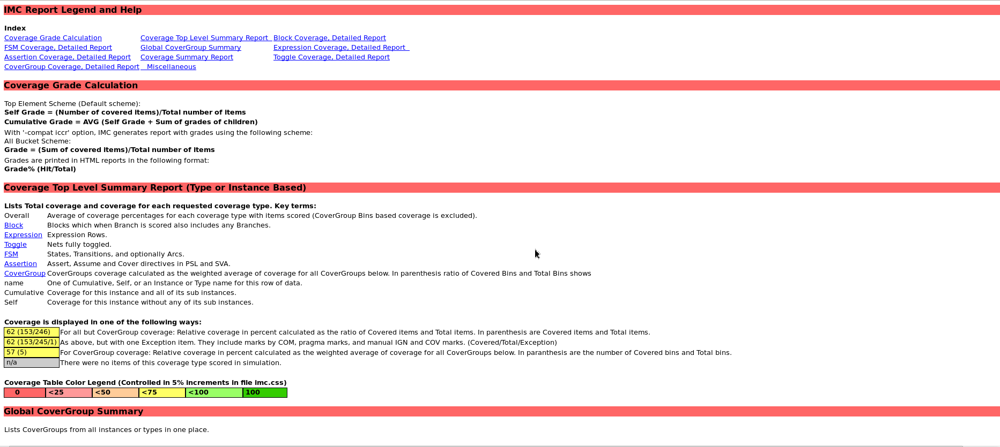 IMC Report Legend and Help
Index
Coverage Grade Calculation Coverage Top Level Summary Report Block Coverage, Detailed Report
FSM Coverage, Detailed Report Global CoverGroup Summary Expression Coverage, Detailed Report
Assertion Coverage, Detailed Report Coverage Summary Report Toggle Coverage, Detailed Report
CoverGroup Coverage, Detailed Report Miscellaneous
Coverage Grade Calculation
Top Element Scheme (Default scheme):
Self Grade = (Number of covered items)/Total number of items
Cumulative Grade = AVG (Self Grade + Sum of grades of children)
With '-compat iccr' option, IMC generates report with grades using the following scheme:
All Bucket Scheme:
Grade = (Sum of covered items)/Total number of items
Grades are printed in HTML reports in the following format:
Grade% (Hit/Total)
Coverage Top Level Summary Report (Type or Instance Based)
Lists Total coverage and coverage for each requested coverage type. Key terms:
Overall Average of coverage percentages for each coverage type with items scored (CoverGroup Bins based coverage is excluded).
Block Blocks which when Branch is scored also includes any Branches.
Expression Expression Rows.
Toggle Nets fully toggled.
FSM States, Transitions, and optionally Arcs.
Assertion Assert, Assume and Cover directives in PSL and SVA.
CoverGroup CoverGroups coverage calculated as the weighted average of coverage for all CoverGroups below. In parenthesis ratio of Covered Bins and Total Bins shows
name One of Cumulative, Self, or an Instance or Type name for this row of data.
Cumulative Coverage for this instance and all of its sub instances.
Self Coverage for this instance without any of its sub instances.
Coverage is displayed in one of the following ways:
62 (153/246) For all but CoverGroup coverage: Relative coverage in percent calculated as the ratio of Covered items and Total items. In parenthesis are Covered items and Total items.
62 (153/245/1) As above, but with one Exception item. They include marks by COM, pragma marks, and manual IGN and COV marks. (Covered/Total/Exception)
57 (5) For CoverGroup coverage: Relative coverage in percent calculated as the weighted average of coverage for all CoverGroups below. In paranthesis are the number of Covered bins and Total bins.
n/a There were no items of this coverage type scored in simulation.
Coverage Table Color Legend (Controlled in 5% increments in file imc.css)
0 <25 <50 <75 <100 100
Global CoverGroup Summary
Lists CoverGroups from all instances or types in one place.